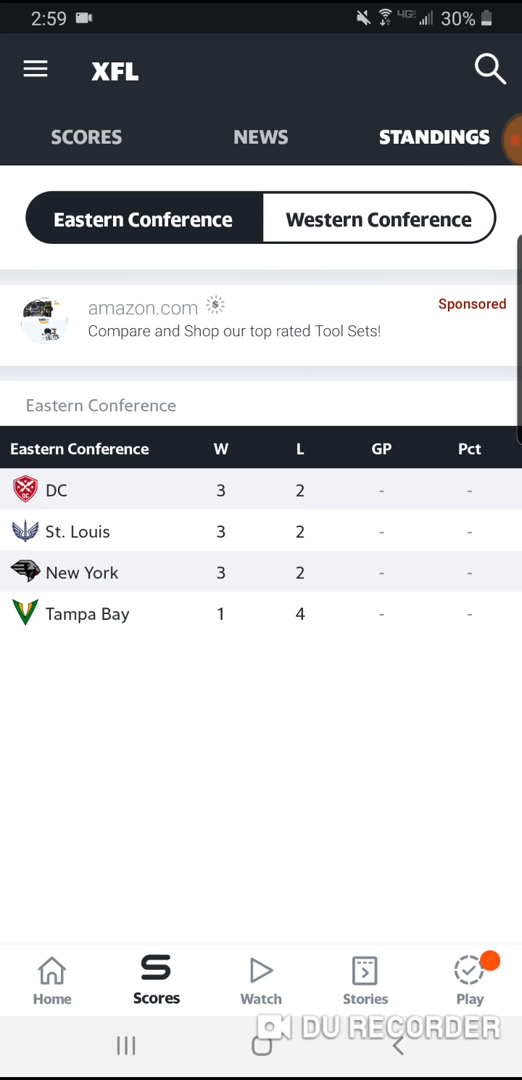 2:59 4GE 30%
XFL
SCORES NEWS STANDINGS
Eastern Conference Western Conference
amazon.com Sponsored
Compare and Shop our top rated Tool Sets!
Eastern Conference
Eastern Conference W L GP Pct
DC 3 2 - -
St. Louis 3 2 - -
New York 3 2 - -
Tampa Bay 1 4 - -
Home Scores Watch Stories Play
DU RECORDER